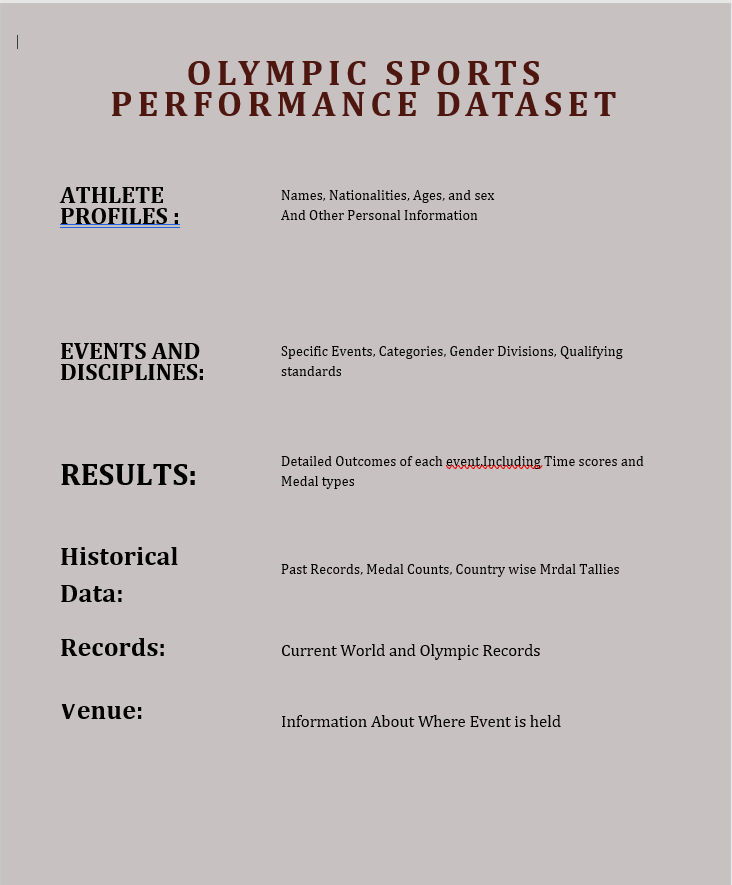 OLYMPIC SPORTS
PERFORMANCE DATASET
ATHLETE
PROFILES :
Names, Nationalities, Ages, and sex
And Other Personal Information
EVENTS AND
DISCIPLINES:
Specific Events, Categories, Gender Divisions, Qualifying
standards
RESULTS:
Detailed Outcomes of each event.Including Time scores and
Medal types
Historical
Data:
Past Records, Medal Counts, Country wise Mrdal Tallies
Records:
Current World and Olympic Records
Venue:
Information About Where Event is held